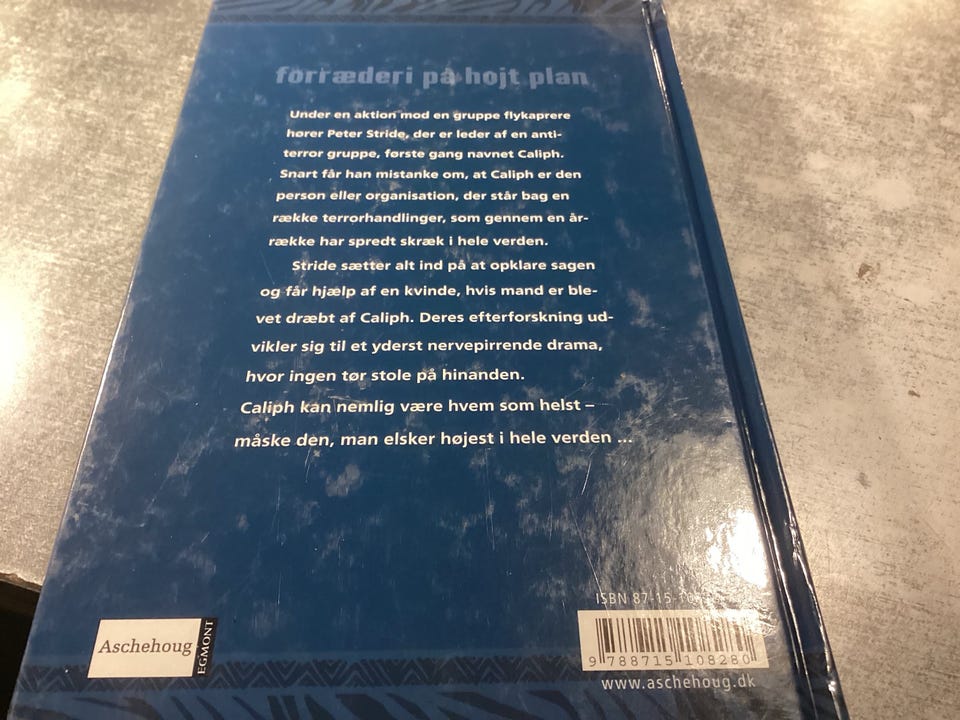 forræderi på højt plan
Under en aktion mod en gruppe flykaprere
hører Peter Stride, der er leder af en anti-
terror gruppe, første gang navnet Caliph.
Snart får han mistanke om, at Caliph er den
person eller organisation, der står bag en
række terrorhandlinger, som gennem en år-
række har spredt skræk i hele verden.
Stride sætter alt ind på at opklare sagen
og får hjælp af en kvinde, hvis mand er ble-
vet dræbt af Caliph. Deres efterforskning ud-
vikler sig til et yderst nervepirrende drama,
hvor ingen tør stole på hinanden.
Caliph kan nemlig være hvem som helst –
måske den, man elsker højest i hele verden ...
ISBN 87-15-
Aschehoug
EGMONT
9 788715 108280
www.aschehoug.dk